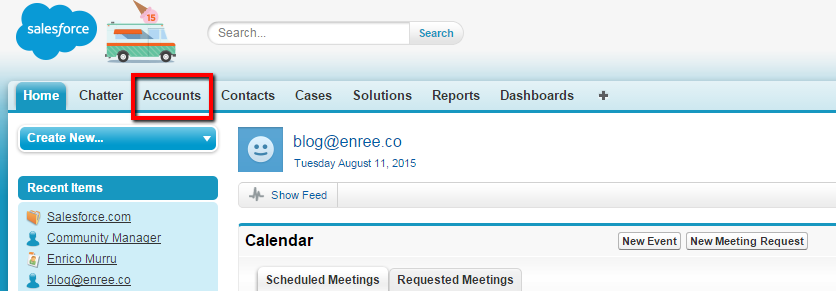 salesforce
15
Search...
Search
Home Chatter Accounts Contacts Cases Solutions Reports Dashboards +
Create New...
blog@enree.co
Tuesday August 11, 2015
Recent Items
Show Feed
Salesforce.com
Community Manager
Enrico Murru
blog@enree.co
Calendar
New Event
New Meeting Request
Scheduled Meetings
Requested Meetings